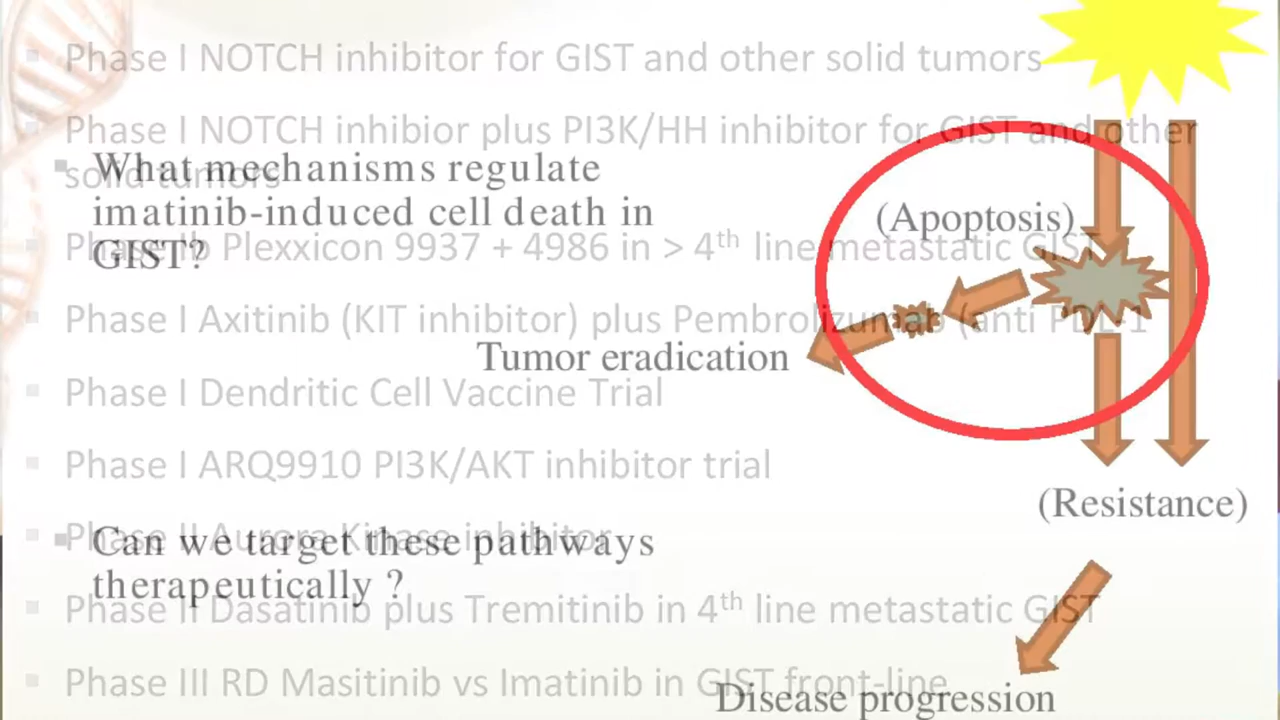 Phase I NOTCH inhibitor for GIST and other solid tumors
Phase I NOTCH inhibior plus PI3K/HH inhibitor for GIST and other
solid tumors
Phase Ib Plexxicon 9937 + 4986 in > 4th line metastatic GIST
Phase I Axitinib (KIT inhibitor) plus Pembrolizumab (anti PDL-1
Phase I Dendritic Cell Vaccine Trial
Phase I ARQ9910 PI3K/AKT inhibitor trial
Phase II Aurora Kinase inhibitor
Phase II Dasatinib plus Tremitinib in 4th line metastatic GIST
Phase III RD Masitinib vs Imatinib in GIST front-line
What mechanisms regulate
imatinib-induced cell death in
GIST?
(Apoptosis)
Tumor eradication
(Resistance)
Can we target these pathways
therapeutically ?
Disease progression